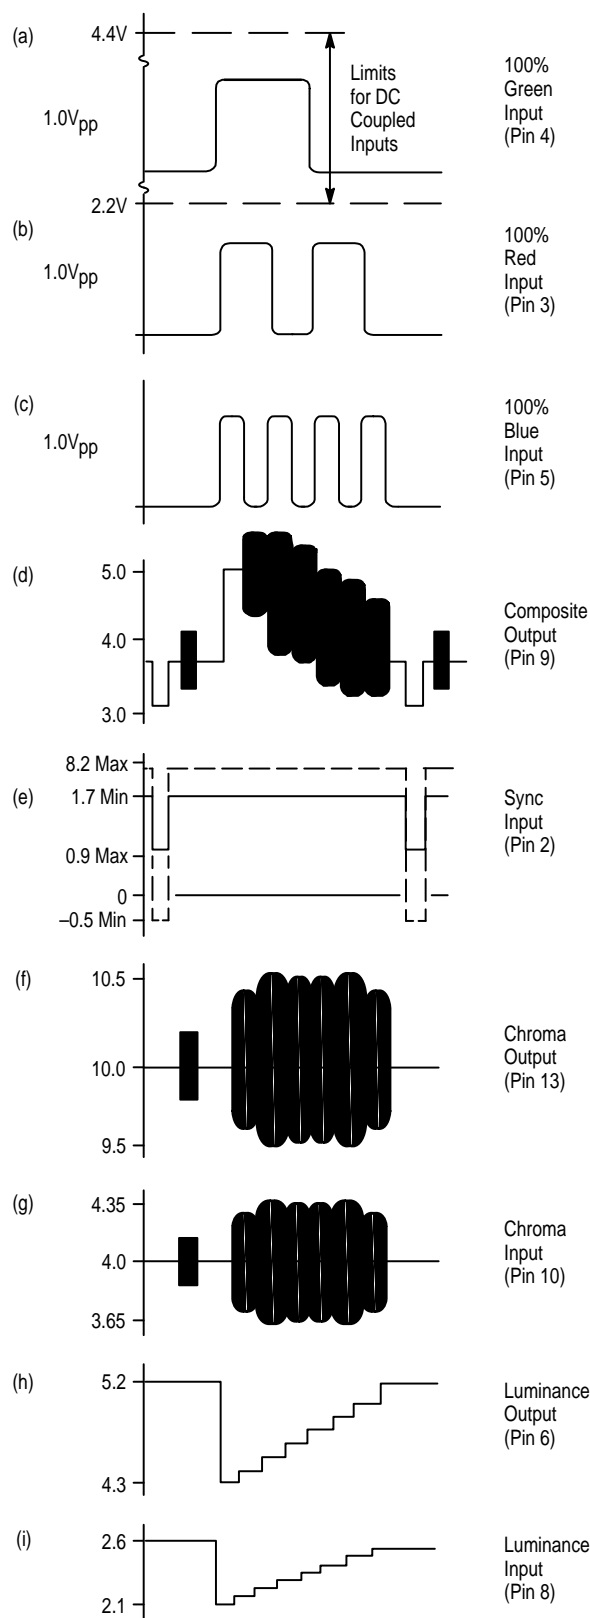 (a)
4.4V
1.0Vpp
Limits
for DC
Coupled
Inputs
100%
Green
Input
(Pin 4)
2.2V
(b)
1.0Vpp
100%
Red
Input
(Pin 3)
(c)
1.0Vpp
100%
Blue
Input
(Pin 5)
(d)
5.0
4.0
3.0
Composite
Output
(Pin 9)
(e)
8.2 Max
1.7 Min
0.9 Max
0
–0.5 Min
Sync
Input
(Pin 2)
(f)
10.5
10.0
9.5
Chroma
Output
(Pin 13)
(g)
4.35
4.0
3.65
Chroma
Input
(Pin 10)
(h)
5.2
4.3
Luminance
Output
(Pin 6)
(i)
2.6
2.1
Luminance
Input
(Pin 8)